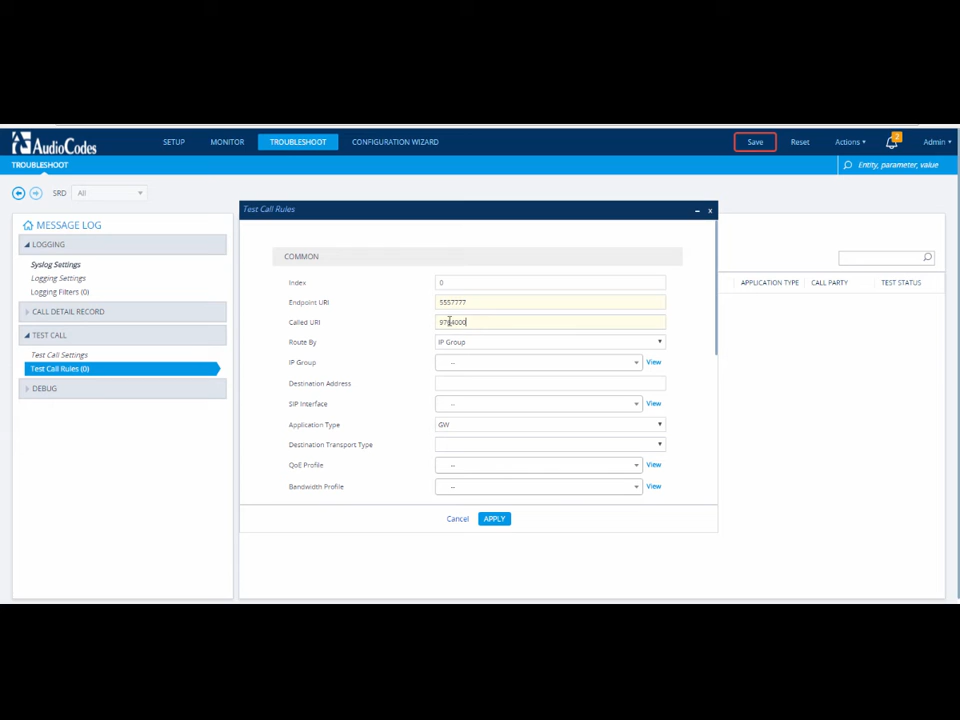 AudioCodes
SETUP
MONITOR
TROUBLESHOOT
CONFIGURATION WIZARD
Save
Reset
Actions
2
Admin
TROUBLESHOOT
Entity, parameter, value
SRD
All
MESSAGE LOG
LOGGING
Syslog Settings
Logging Settings
Logging Filters (0)
CALL DETAIL RECORD
TEST CALL
Test Call Settings
Test Call Rules (0)
DEBUG
Test Call Rules
COMMON
Index
0
Endpoint URI
5557777
Called URI
Route By
IP Group
IP Group
--
View
Destination Address
SIP Interface
--
View
Application Type
GW
Destination Transport Type
QoE Profile
--
View
Bandwidth Profile
--
View
Cancel
APPLY
APPLICATION TYPE
CALL PARTY
TEST STATUS